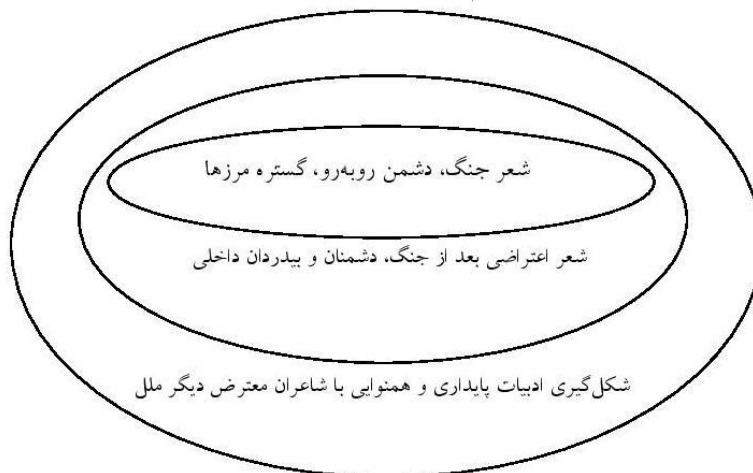 شعر جنگ، دشمن روبه‌رو، گستره مرزها
شعر اعتراضی بعد از جنگ، دشمنان و بیدردان داخلی
شکل‌گیری ادبیات پایداری و همنوایی با شاعران معترض دیگر ملل